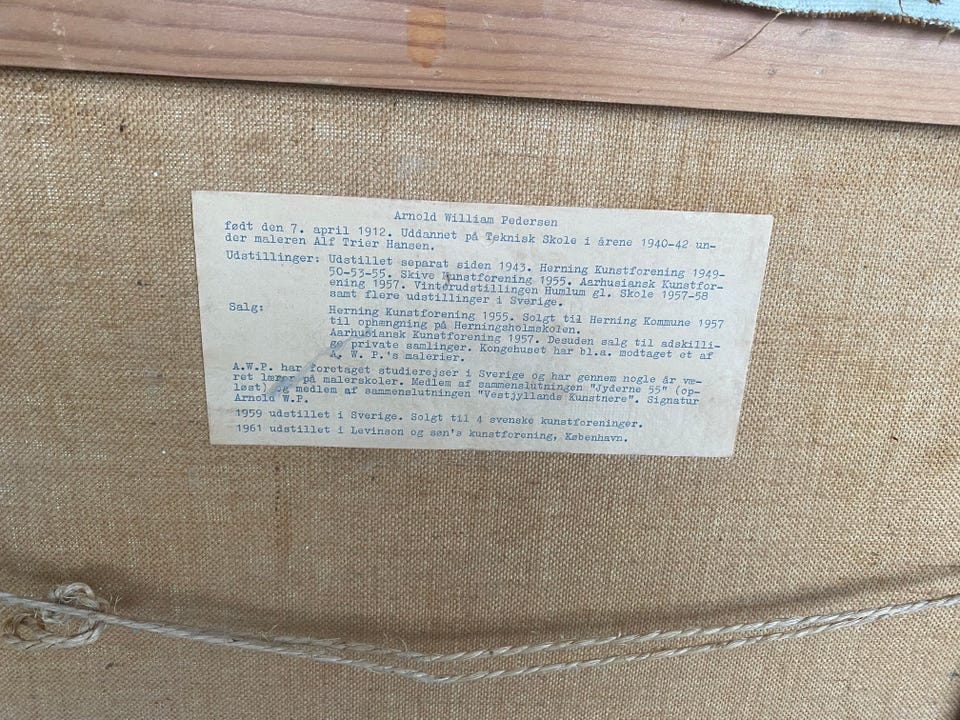 Arnold William Pedersen
født den 7. april 1912. Uddannet på Teknisk Skole i årene 1940-42 un-
der maleren Alf Trier Hansen.
Udstillinger: Udstillet separat siden 1943. Herning Kunstforening 1949-
50-53-55. Skive Kunstforening 1955. Aarhusiansk Kunstfor-
ening 1957. Vinterudstillingen Humlum gl. Skole 1957-58
samt flere udstillinger i Sverige.
Salg: Herning Kunstforening 1955. Solgt til Herning Kommune 1957
til ophængning på Herningsholmskolen.
Aarhusiansk Kunstforening 1957. Desuden salg til adskilli-
ge private samlinger. Kongehuset har bl.a. modtaget et af
A. W. P.'s malerier.
A.W.P. har foretaget studierejser i Sverige og har gennem nogle år væ-
ret lærer på malerskoler. Medlem af sammenslutningen "Jyderne 55" (op-
løst) og medlem af sammenslutningen "Vestjyllands Kunstnere". Signatur
Arnold W.P.
1959 udstillet i Sverige. Solgt til 4 svenske kunstforeninger.
1961 udstillet i Levinson og søn's kunstforening, København.